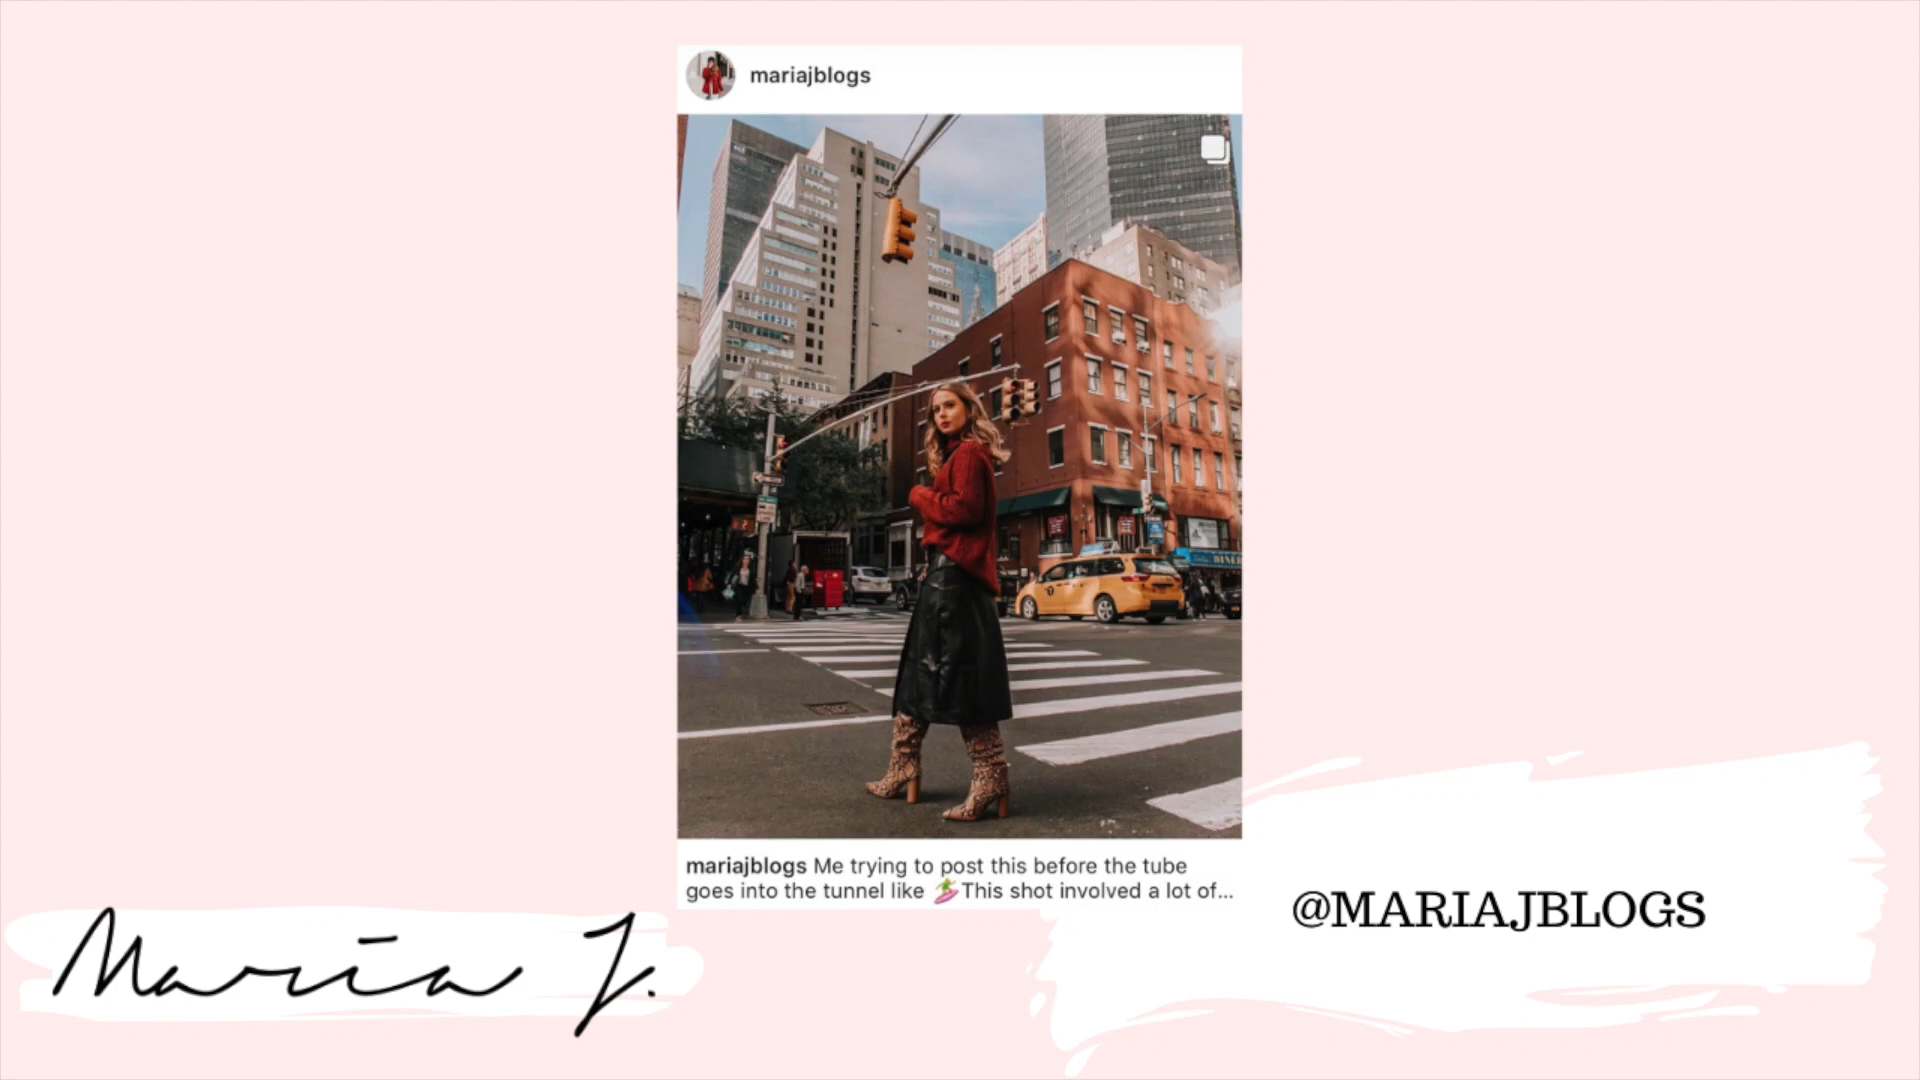 mariajblogs
DINER
mariajblogs Me trying to post this before the tube
goes into the tunnel like 🏄This shot involved a lot of...
@MARIAJBLOGS
Maria J.